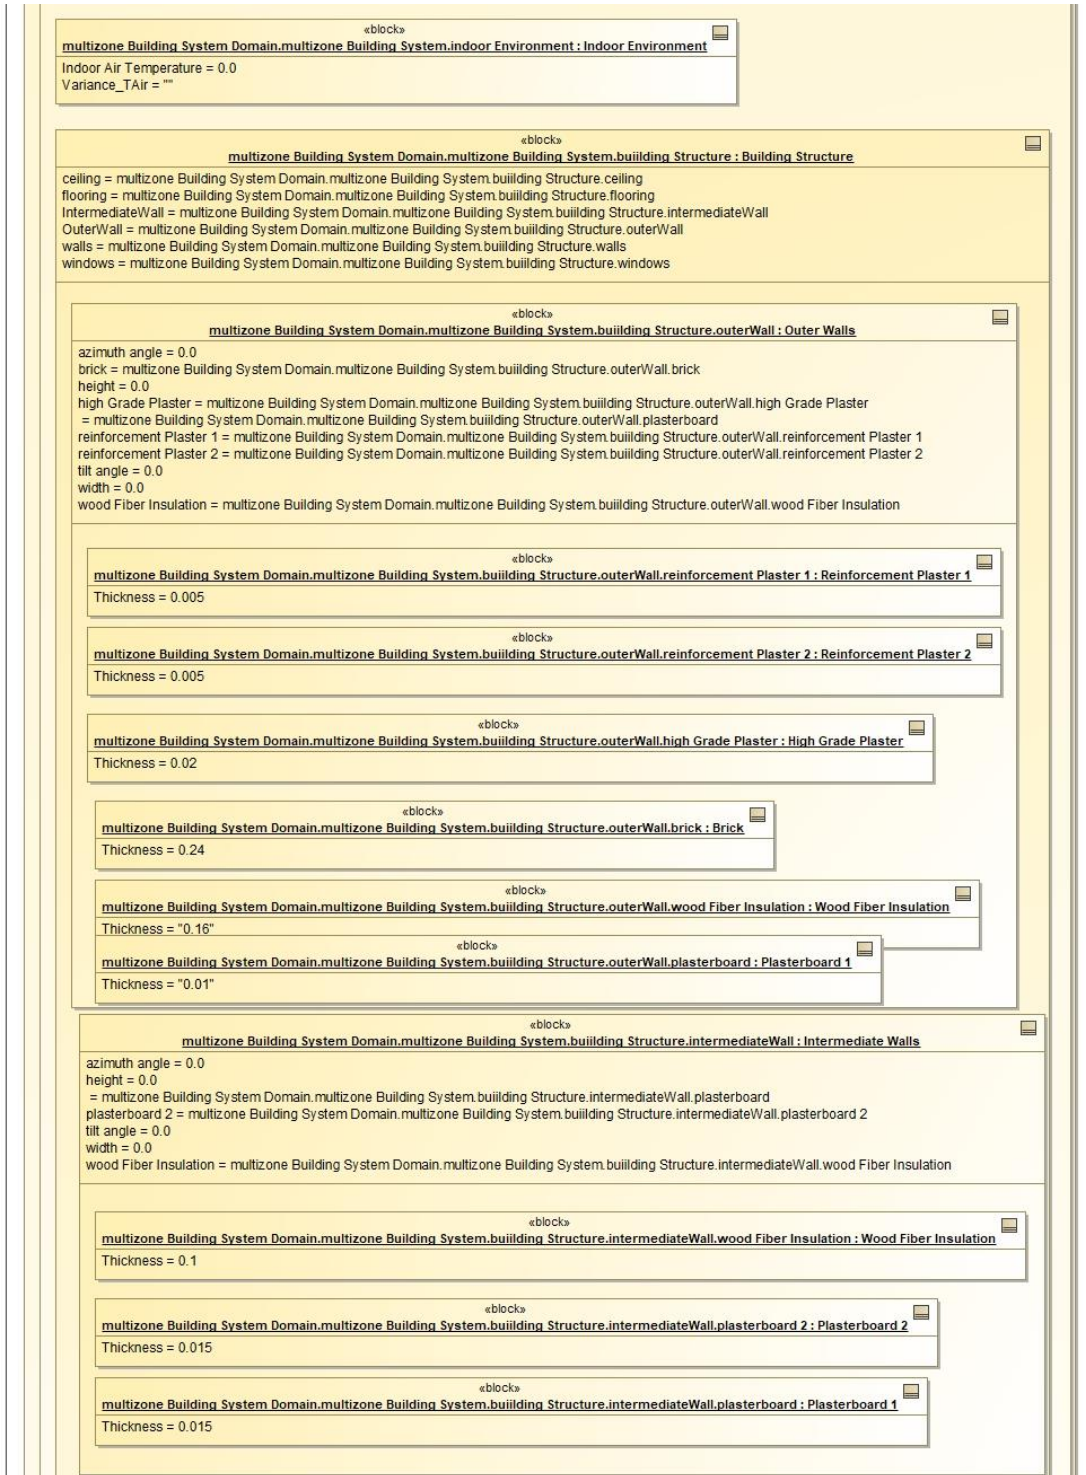 «block»
multizone Building System Domain.multizone Building System.indoor Environment : Indoor Environment
Indoor Air Temperature = 0.0
Variance_TAir = ""
«block»
multizone Building System Domain.multizone Building System.buiilding Structure : Building Structure
ceiling = multizone Building System Domain.multizone Building System.buiilding Structure.ceiling
flooring = multizone Building System Domain.multizone Building System.buiilding Structure.flooring
IntermediateWall = multizone Building System Domain.multizone Building System.buiilding Structure.intermediateWall
OuterWall = multizone Building System Domain.multizone Building System.buiilding Structure.outerWall
walls = multizone Building System Domain.multizone Building System.buiilding Structure.walls
windows = multizone Building System Domain.multizone Building System.buiilding Structure.windows
«block»
multizone Building System Domain.multizone Building System.buiilding Structure.outerWall : Outer Walls
azimuth angle = 0.0
brick = multizone Building System Domain.multizone Building System.buiilding Structure.outerWall.brick
height = 0.0
high Grade Plaster = multizone Building System Domain.multizone Building System.buiilding Structure.outerWall.high Grade Plaster
= multizone Building System Domain.multizone Building System.buiilding Structure.outerWall.plasterboard
reinforcement Plaster 1 = multizone Building System Domain.multizone Building System.buiilding Structure.outerWall.reinforcement Plaster 1
reinforcement Plaster 2 = multizone Building System Domain.multizone Building System.buiilding Structure.outerWall.reinforcement Plaster 2
tilt angle = 0.0
width = 0.0
wood Fiber Insulation = multizone Building System Domain.multizone Building System.buiilding Structure.outerWall.wood Fiber Insulation
«block»
multizone Building System Domain.multizone Building System.buiilding Structure.outerWall.reinforcement Plaster 1 : Reinforcement Plaster 1
Thickness = 0.005
«block»
multizone Building System Domain.multizone Building System.buiilding Structure.outerWall.reinforcement Plaster 2 : Reinforcement Plaster 2
Thickness = 0.005
«block»
multizone Building System Domain.multizone Building System.buiilding Structure.outerWall.high Grade Plaster : High Grade Plaster
Thickness = 0.02
«block»
multizone Building System Domain.multizone Building System.buiilding Structure.outerWall.brick : Brick
Thickness = 0.24
«block»
multizone Building System Domain.multizone Building System.buiilding Structure.outerWall.wood Fiber Insulation : Wood Fiber Insulation
Thickness = "0.16"
«block»
multizone Building System Domain.multizone Building System.buiilding Structure.outerWall.plasterboard : Plasterboard 1
Thickness = "0.01"
«block»
multizone Building System Domain.multizone Building System.buiilding Structure.intermediateWall : Intermediate Walls
azimuth angle = 0.0
height = 0.0
= multizone Building System Domain.multizone Building System.buiilding Structure.intermediateWall.plasterboard
plasterboard 2 = multizone Building System Domain.multizone Building System.buiilding Structure.intermediateWall.plasterboard 2
tilt angle = 0.0
width = 0.0
wood Fiber Insulation = multizone Building System Domain.multizone Building System.buiilding Structure.intermediateWall.wood Fiber Insulation
«block»
multizone Building System Domain.multizone Building System.buiilding Structure.intermediateWall.wood Fiber Insulation : Wood Fiber Insulation
Thickness = 0.1
«block»
multizone Building System Domain.multizone Building System.buiilding Structure.intermediateWall.plasterboard 2 : Plasterboard 2
Thickness = 0.015
«block»
multizone Building System Domain.multizone Building System.buiilding Structure.intermediateWall.plasterboard : Plasterboard 1
Thickness = 0.015